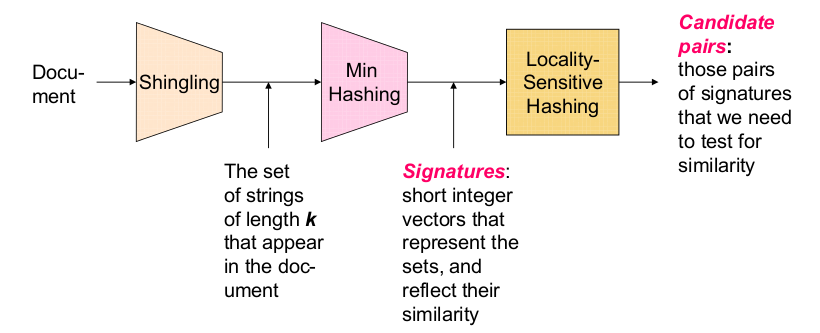 Docu-
ment
Shingling
The set
of strings
of length k
that appear
in the doc-
ument
Min
Hashing
Signatures:
short integer
vectors that
represent the
sets, and
reflect their
similarity
Locality-
Sensitive
Hashing
Candidate
pairs:
those pairs
of signatures
that we need
to test for
similarity